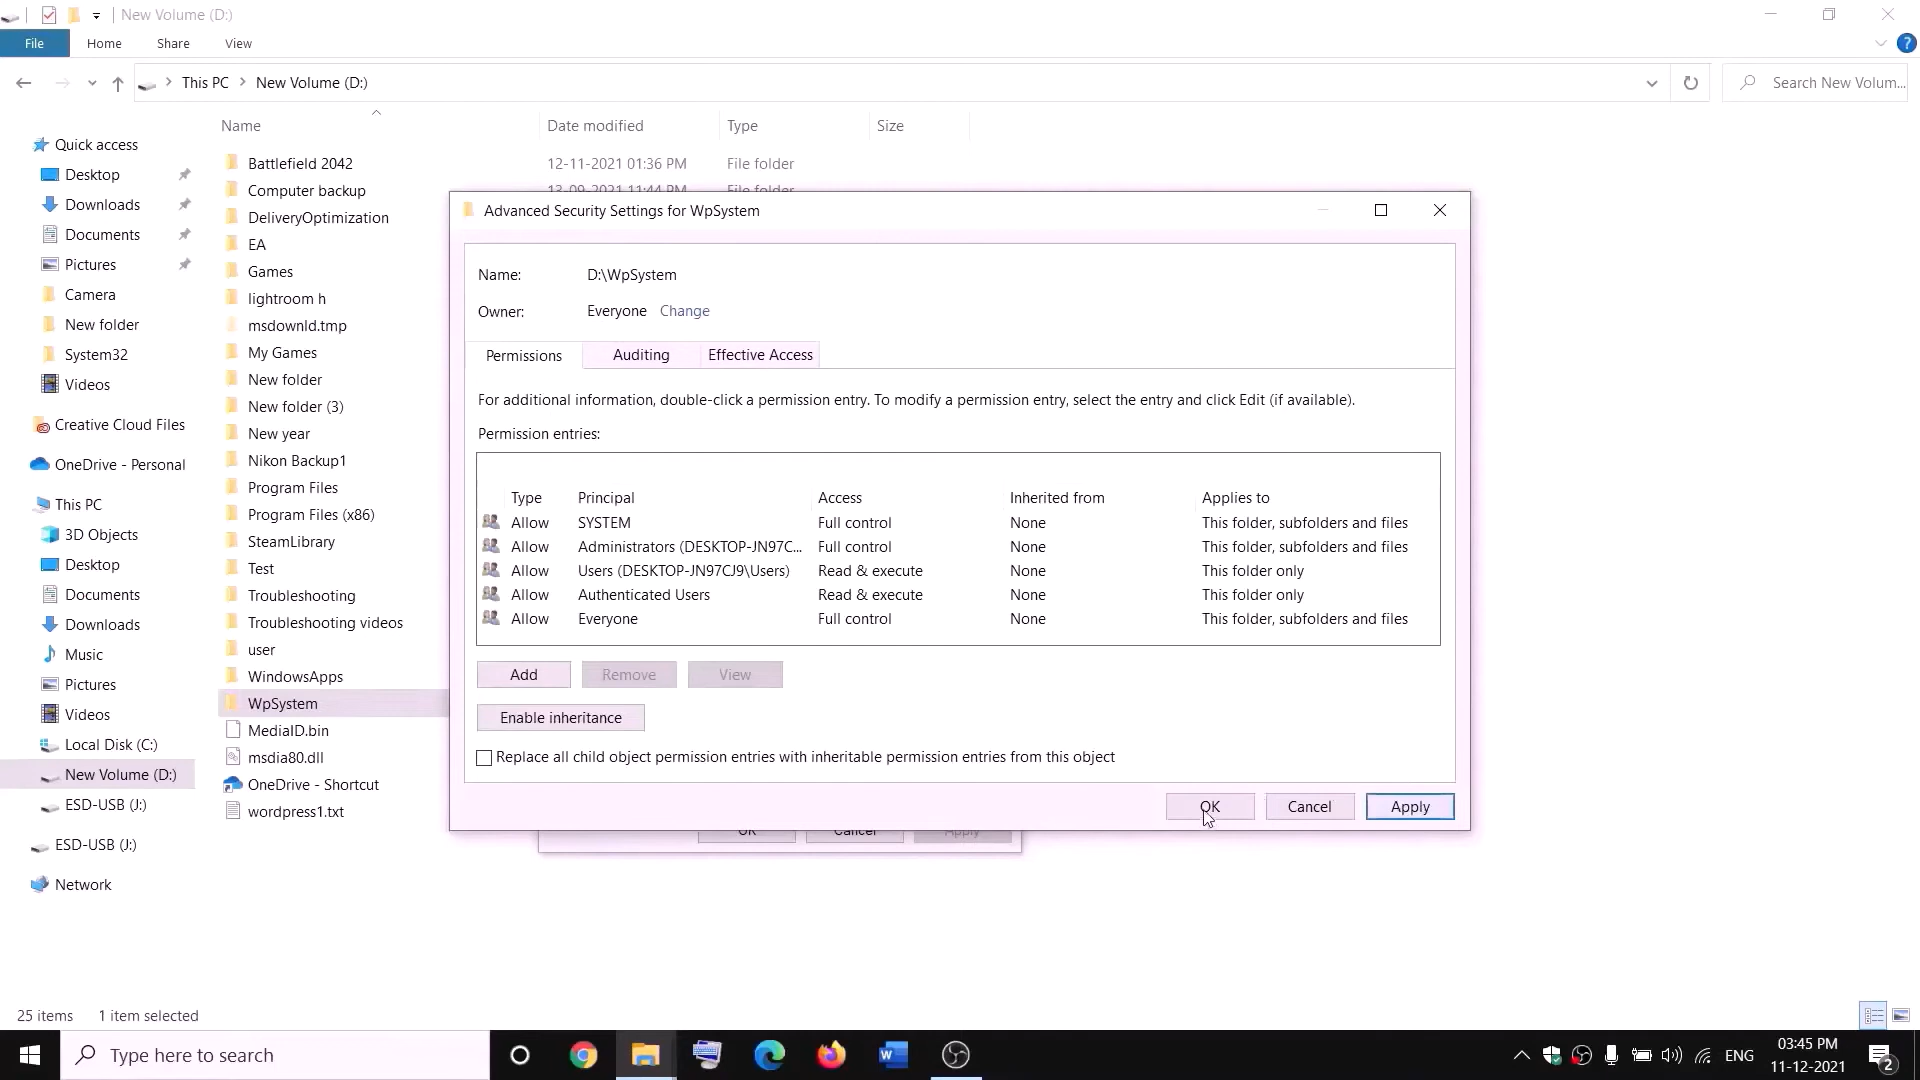 New Volume (D:)
File Home Share View
This PC New Volume (D:)
Search New Volum...
Name Date modified Type Size
Quick access
Desktop
Downloads
Documents
Pictures
Camera
New folder
System32
Videos
Creative Cloud Files
OneDrive - Personal
This PC
3D Objects
Desktop
Documents
Downloads
Music
Pictures
Videos
Local Disk (C:)
New Volume (D:)
ESD-USB (J:)
ESD-USB (J:)
Network
Battlefield 2042 12-11-2021 01:36 PM File folder
Computer backup 13-09-2021 11:44 PM File folder
DeliveryOptimization
EA
Games
lightroom h
msdownld.tmp
My Games
New folder
New folder (3)
New year
Nikon Backup1
Program Files
Program Files (x86)
SteamLibrary
Test
Troubleshooting
Troubleshooting videos
user
WindowsApps
WpSystem
MediaID.bin
msdia80.dll
OneDrive - Shortcut
wordpress1.txt
Advanced Security Settings for WpSystem
Name: D:\WpSystem
Owner: Everyone Change
Permissions Auditing Effective Access
For additional information, double-click a permission entry. To modify a permission entry, select the entry and click Edit (if available).
Permission entries:
Type Principal Access Inherited from Applies to
Allow SYSTEM Full control None This folder, subfolders and files
Allow Administrators (DESKTOP-JN97C... Full control None This folder, subfolders and files
Allow Users (DESKTOP-JN97CJ9\Users) Read & execute None This folder only
Allow Authenticated Users Read & execute None This folder only
Allow Everyone Full control None This folder, subfolders and files
Add Remove View
Enable inheritance
Replace all child object permission entries with inheritable permission entries from this object
OK Cancel Apply
OK Cancel Apply
25 items 1 item selected
Type here to search
ENG
03:45 PM
11-12-2021
2